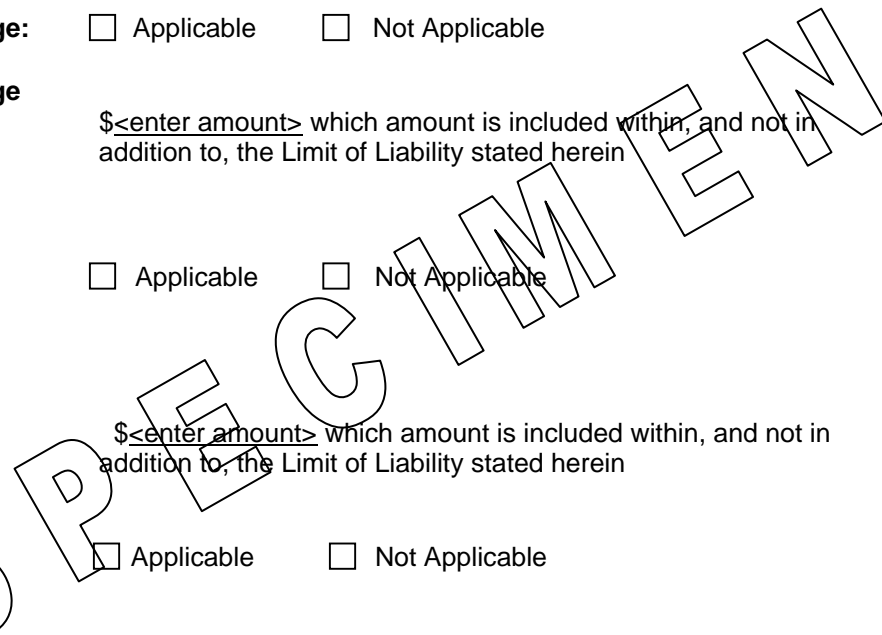 ge: ☐ Applicable ☐ Not Applicable
ge
$<enter amount> which amount is included within, and not in
addition to, the Limit of Liability stated herein
☐ Applicable ☐ Not Applicable
$<enter amount> which amount is included within, and not in
addition to, the Limit of Liability stated herein
☐ Applicable ☐ Not Applicable
SPECIMEN